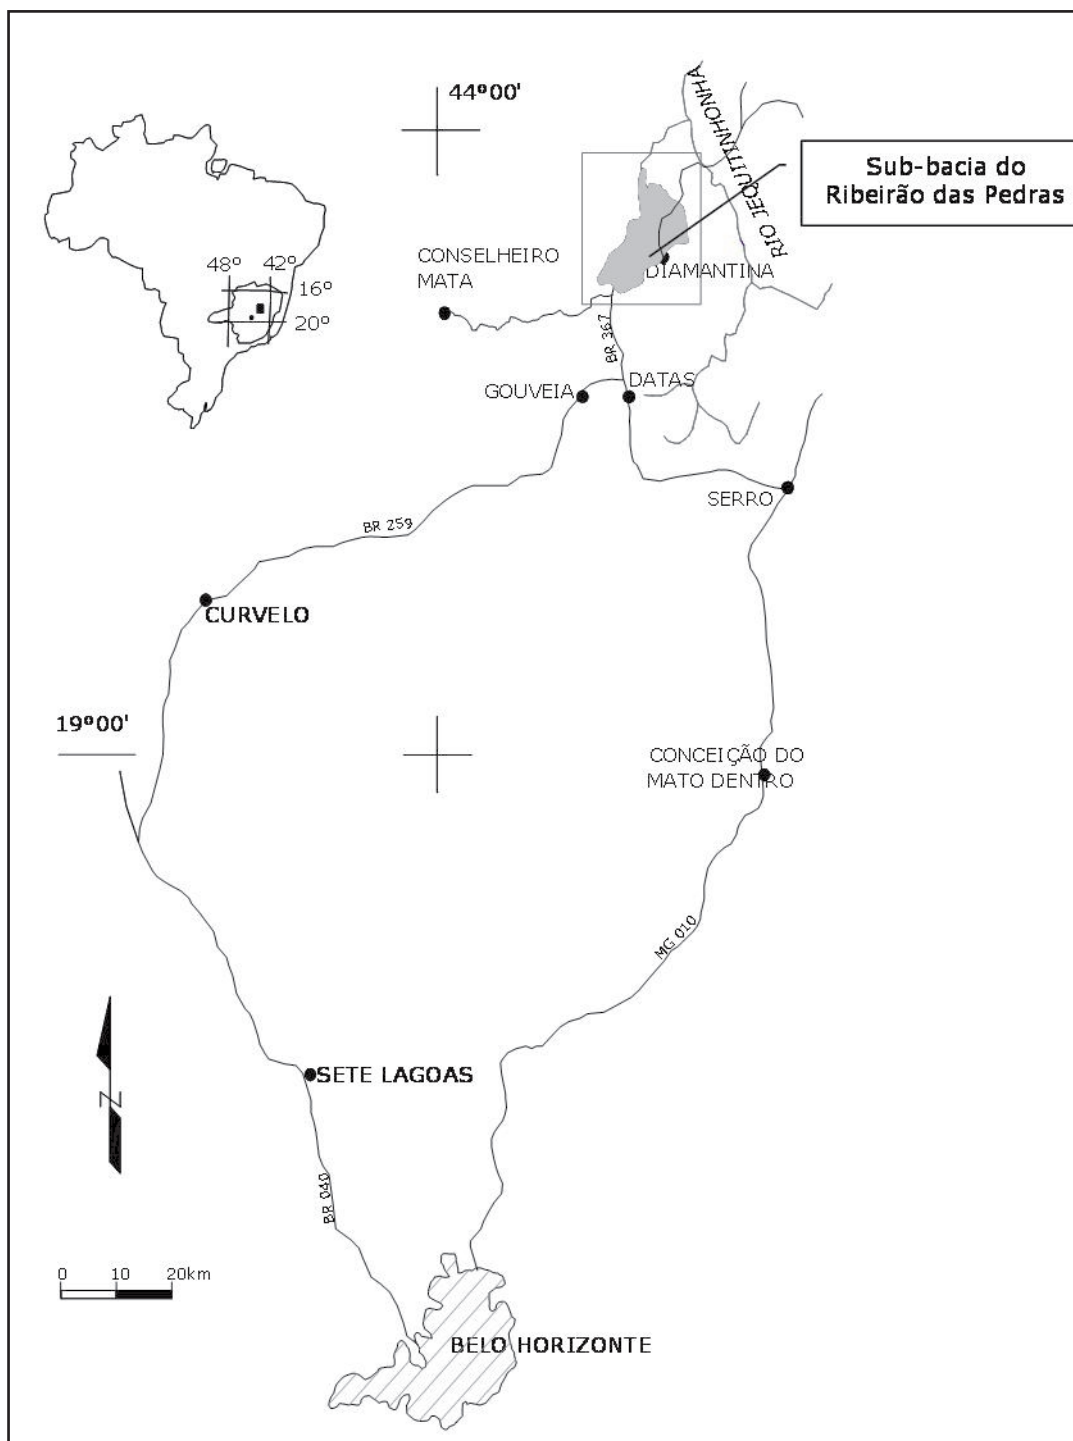 44º00'
RIO JEQUITINHONHA
Sub-bacia do
Ribeirão das Pedras
CONSELHEIRO
MATA
DIAMANTINA
48º 42º
16º
20º
BR 367
GOUVEIA
DATAS
SERRO
BR 259
CURVELO
19º00'
CONCEIÇÃO DO
MATO DENTRO
MG 010
N
SETE LAGOAS
BR 040
0 10 20km
BELO HORIZONTE